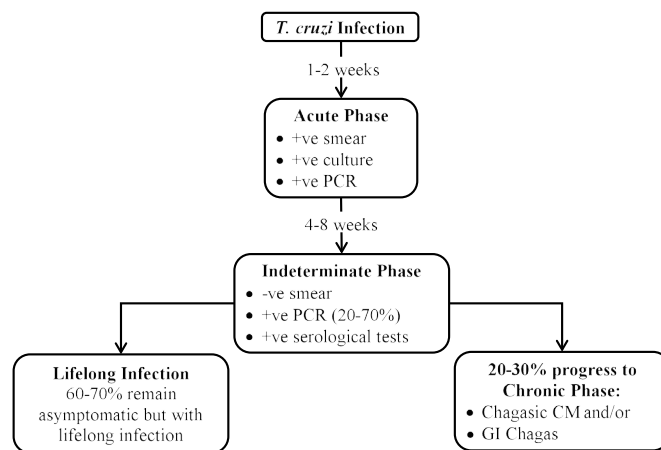 T. cruzi Infection
1-2 weeks
Acute Phase
• +ve smear
• +ve culture
• +ve PCR
4-8 weeks
Indeterminate Phase
• -ve smear
• +ve PCR (20-70%)
• +ve serological tests
Lifelong Infection
60-70% remain
asymptomatic but with
lifelong infection
20-30% progress to
Chronic Phase:
• Chagasic CM and/or
• GI Chagas